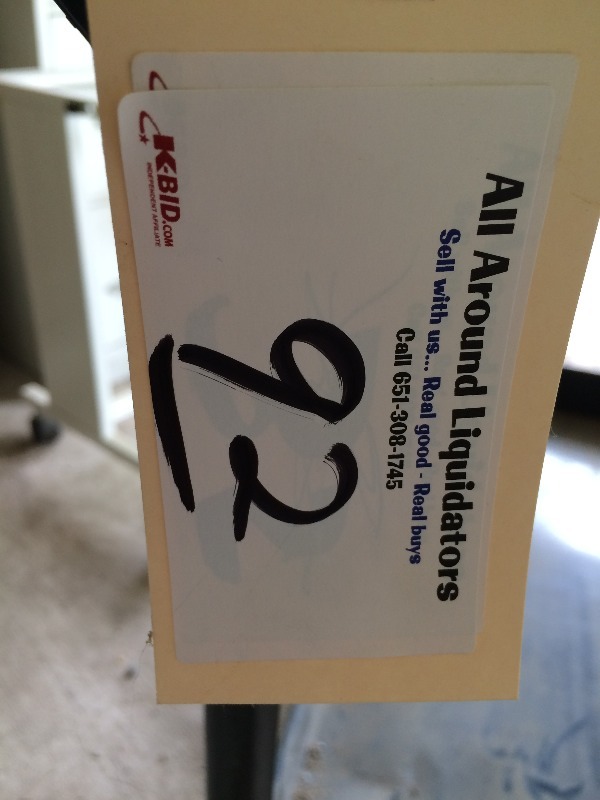 All Around Liquidators
Sell with us... Real good - Real buys
Call 651-308-1745
92
K-BID.COM
INDEPENDENT AFFILIATE